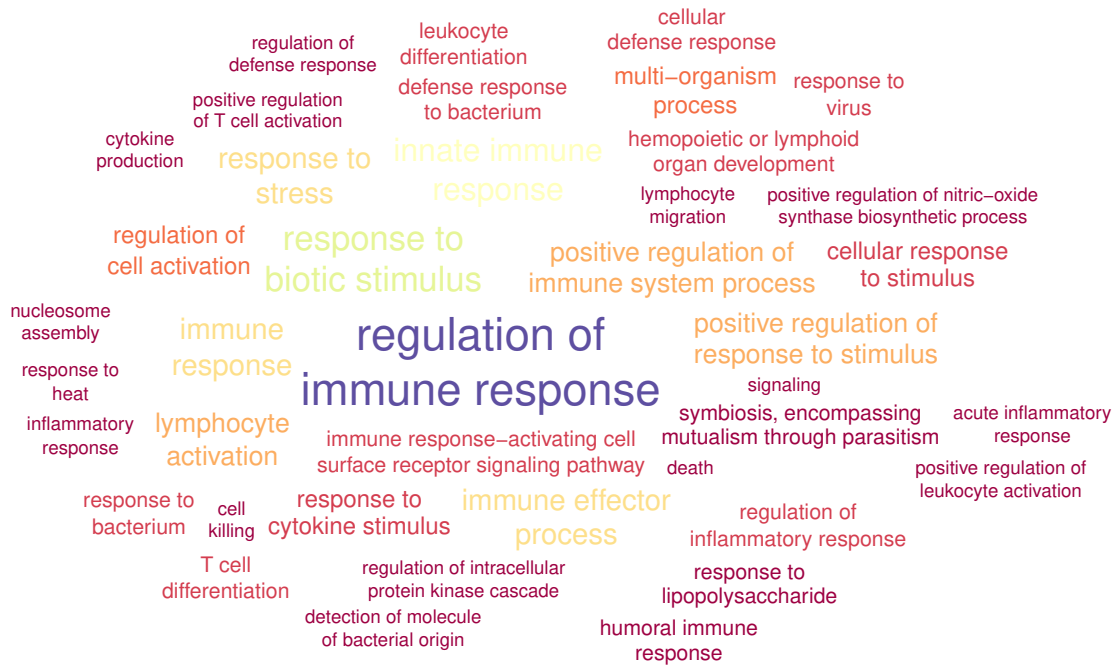 regulation of
defense response
leukocyte
differentiation
cellular
defense response
positive regulation
of T cell activation
defense response
to bacterium
multi−organism
process
response to
virus
cytokine
production
response to
stress
innate immune
response
hemopoietic or lymphoid
organ development
lymphocyte
migration
positive regulation of nitric−oxide
synthase biosynthetic process
regulation of
cell activation
response to
biotic stimulus
positive regulation of
immune system process
cellular response
to stimulus
nucleosome
assembly
immune
response
regulation of
immune response
positive regulation of
response to stimulus
response to
heat
signaling
inflammatory
response
lymphocyte
activation
immune response−activating cell
surface receptor signaling pathway
symbiosis, encompassing
mutualism through parasitism
acute inflammatory
response
death
positive regulation of
leukocyte activation
response to
bacterium
cell
killing
response to
cytokine stimulus
immune effector
process
regulation of
inflammatory response
T cell
differentiation
regulation of intracellular
protein kinase cascade
response to
lipopolysaccharide
detection of molecule
of bacterial origin
humoral immune
response